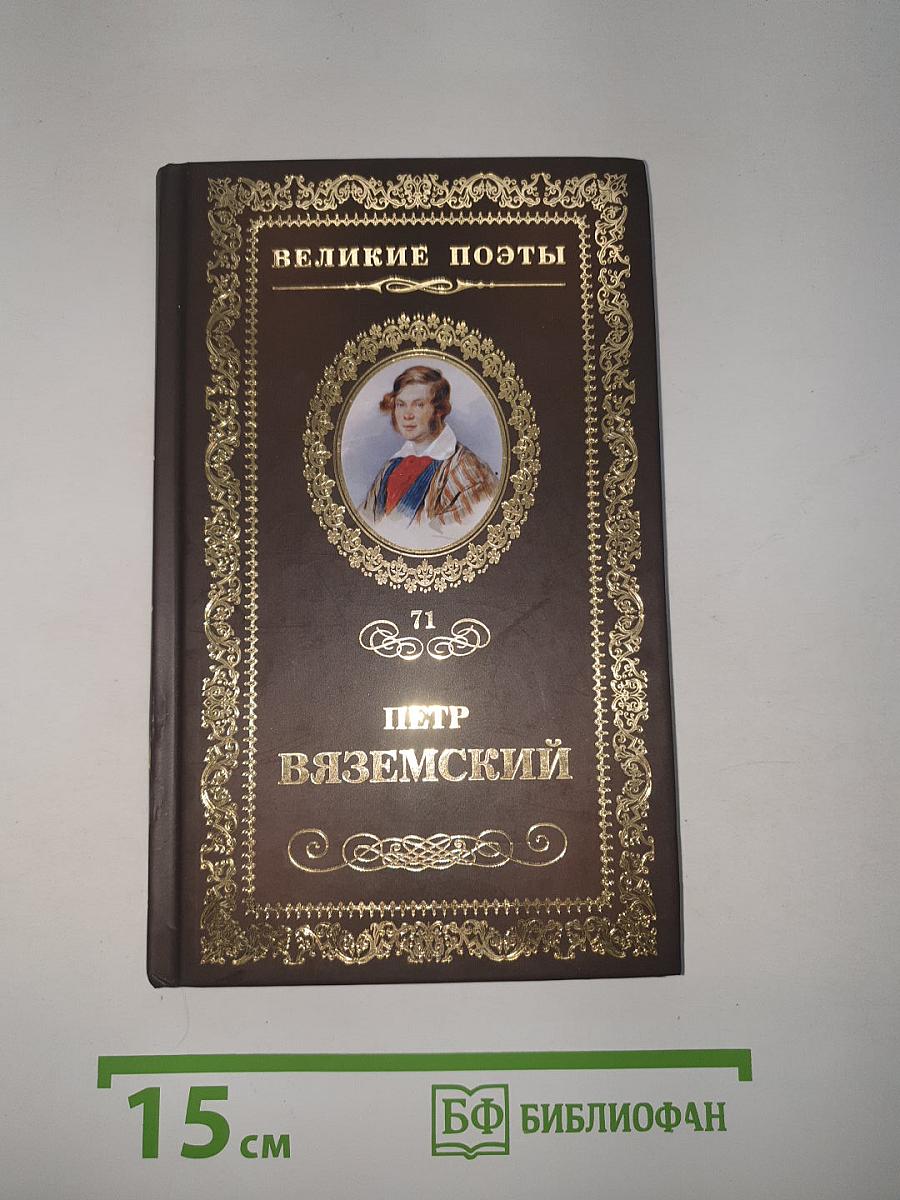 ВЕЛИКИЕ ПОЭТЫ
71
ПЕТР
ВЯЗЕМСКИЙ
15 см
БФ БИБЛИОФАН